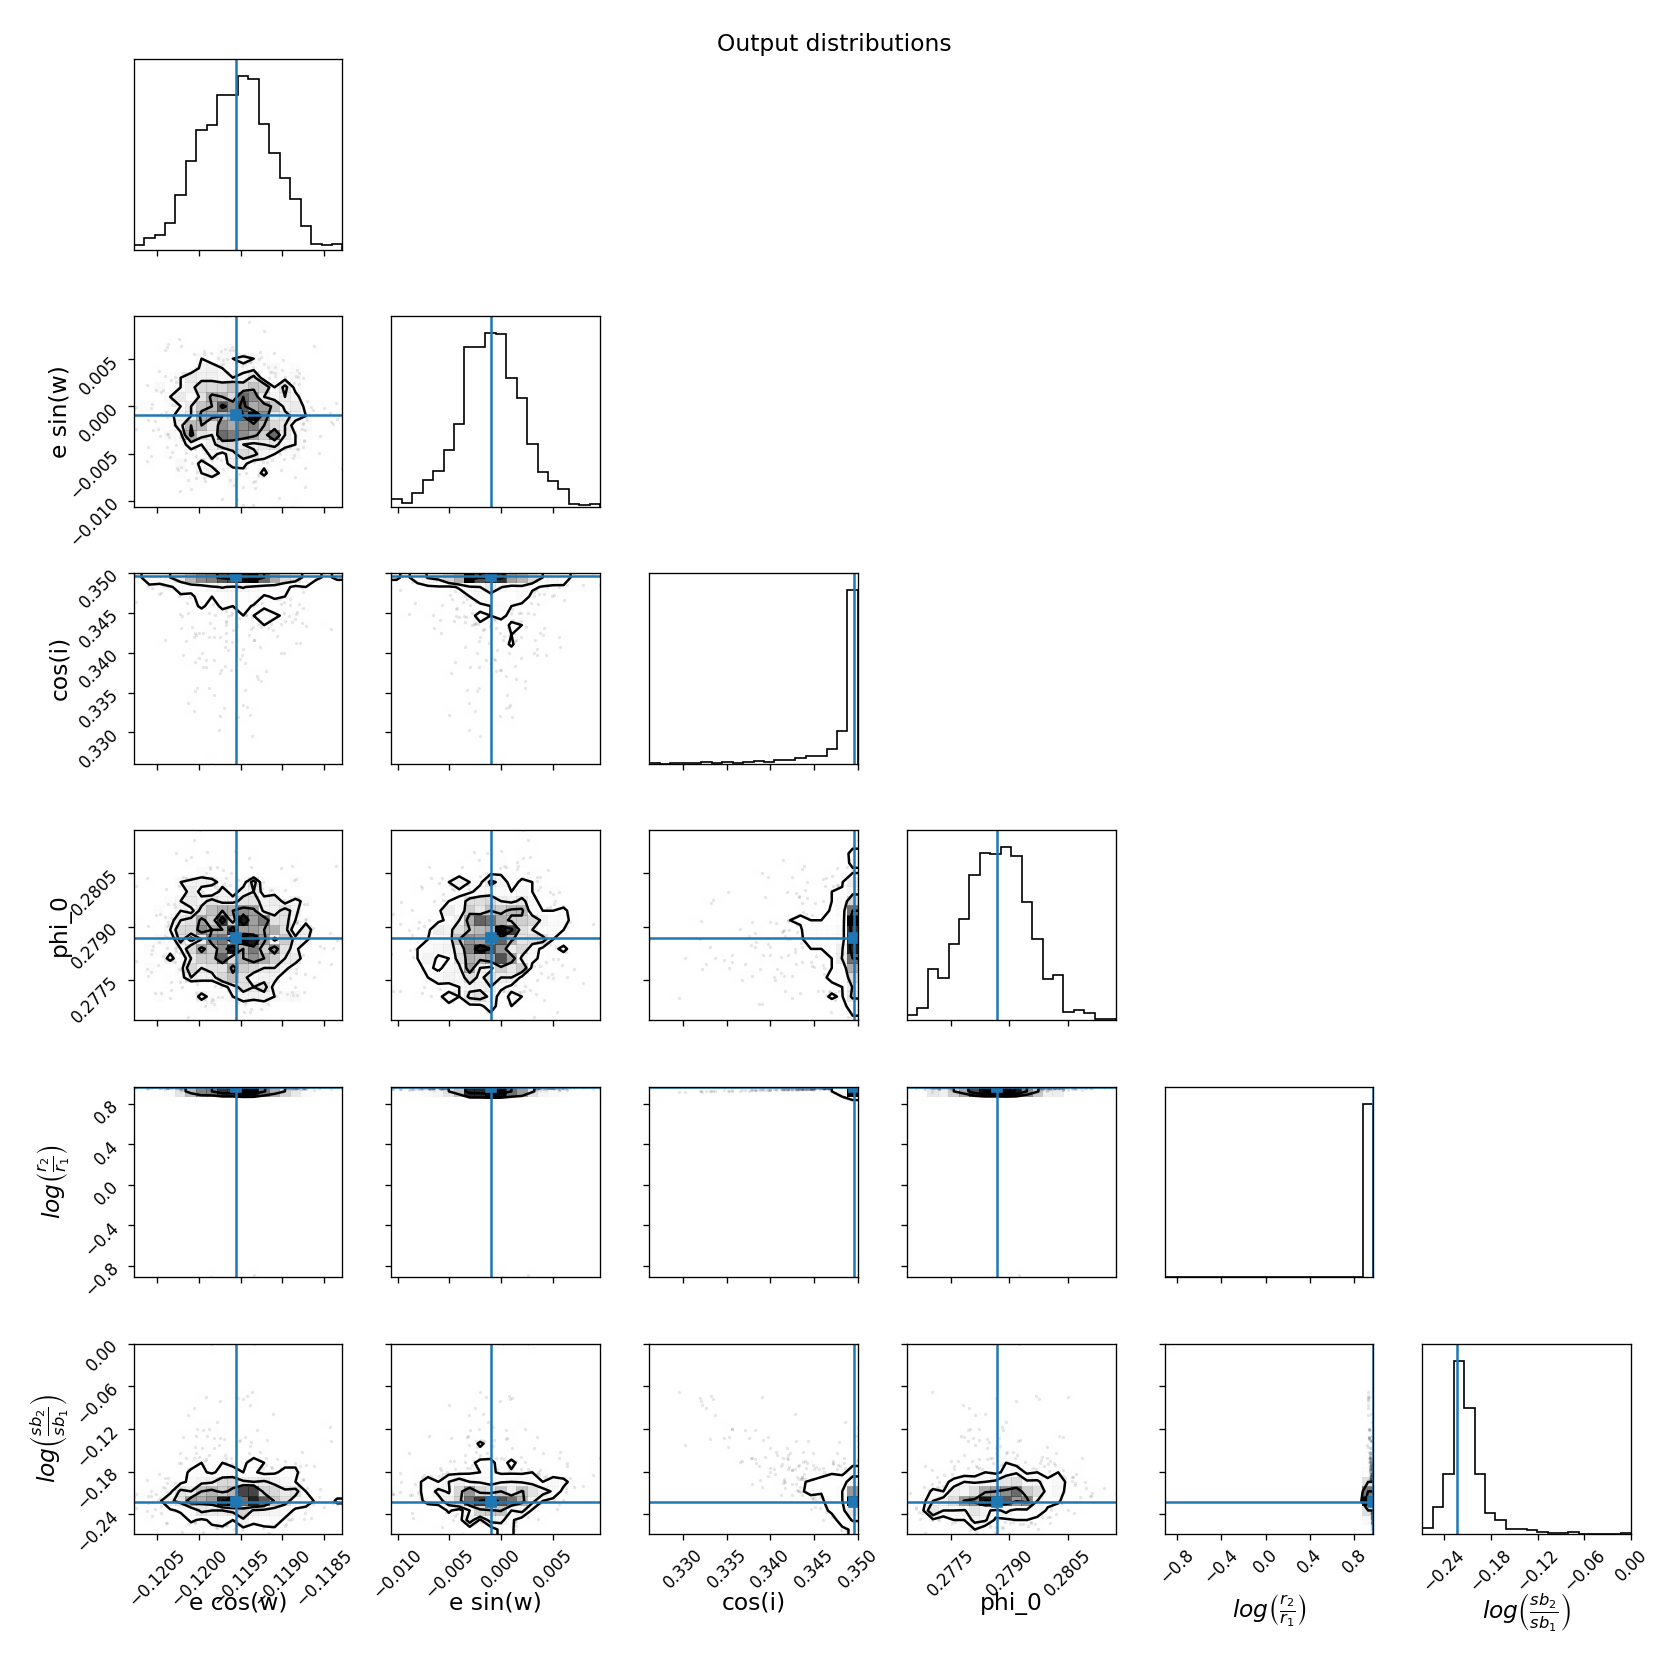 Output distributions
e sin(w)
0.005
0.000
−0.005
−0.010
cos(i)
0.350
0.345
0.340
0.335
0.330
phi_0
0.2805
0.2790
0.2775
log(r₂/r₁)
0.8
0.4
0.0
−0.4
−0.8
log(sb₂/sb₁)
0.00
−0.06
−0.12
−0.18
−0.24
−0.1205 −0.1200 −0.1195 −0.1190 −0.1185
e cos(w)
−0.010 −0.005 0.000 0.005
e sin(w)
0.330 0.335 0.340 0.345 0.350
cos(i)
0.2775 0.2790 0.2805
phi_0
−0.8 −0.4 0.0 0.4 0.8
log(r₂/r₁)
−0.24 −0.18 −0.12 −0.06 0.00
log(sb₂/sb₁)